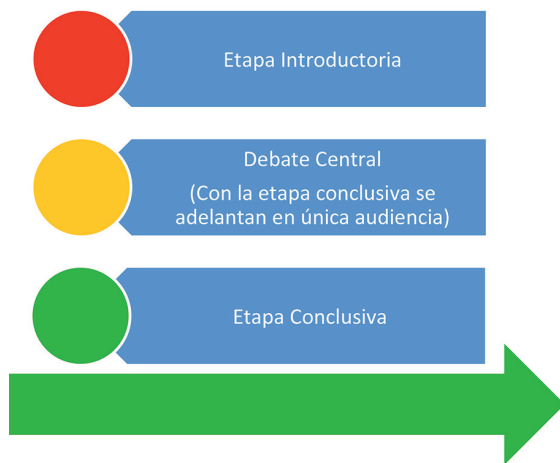 Etapa Introductoria
Debate Central
(Con la etapa conclusiva se
adelantan en única audiencia)
Etapa Conclusiva